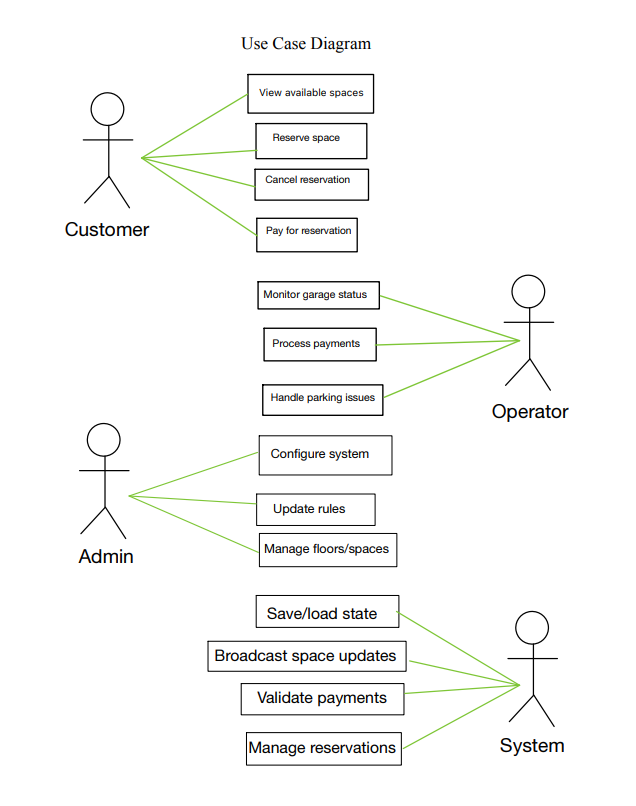 Use Case Diagram
View available spaces
Reserve space
Cancel reservation
Customer
Pay for reservation
Monitor garage status
Process payments
Handle parking issues
Operator
Configure system
Update rules
Manage floors/spaces
Admin
Save/load state
Broadcast space updates
Validate payments
Manage reservations
System